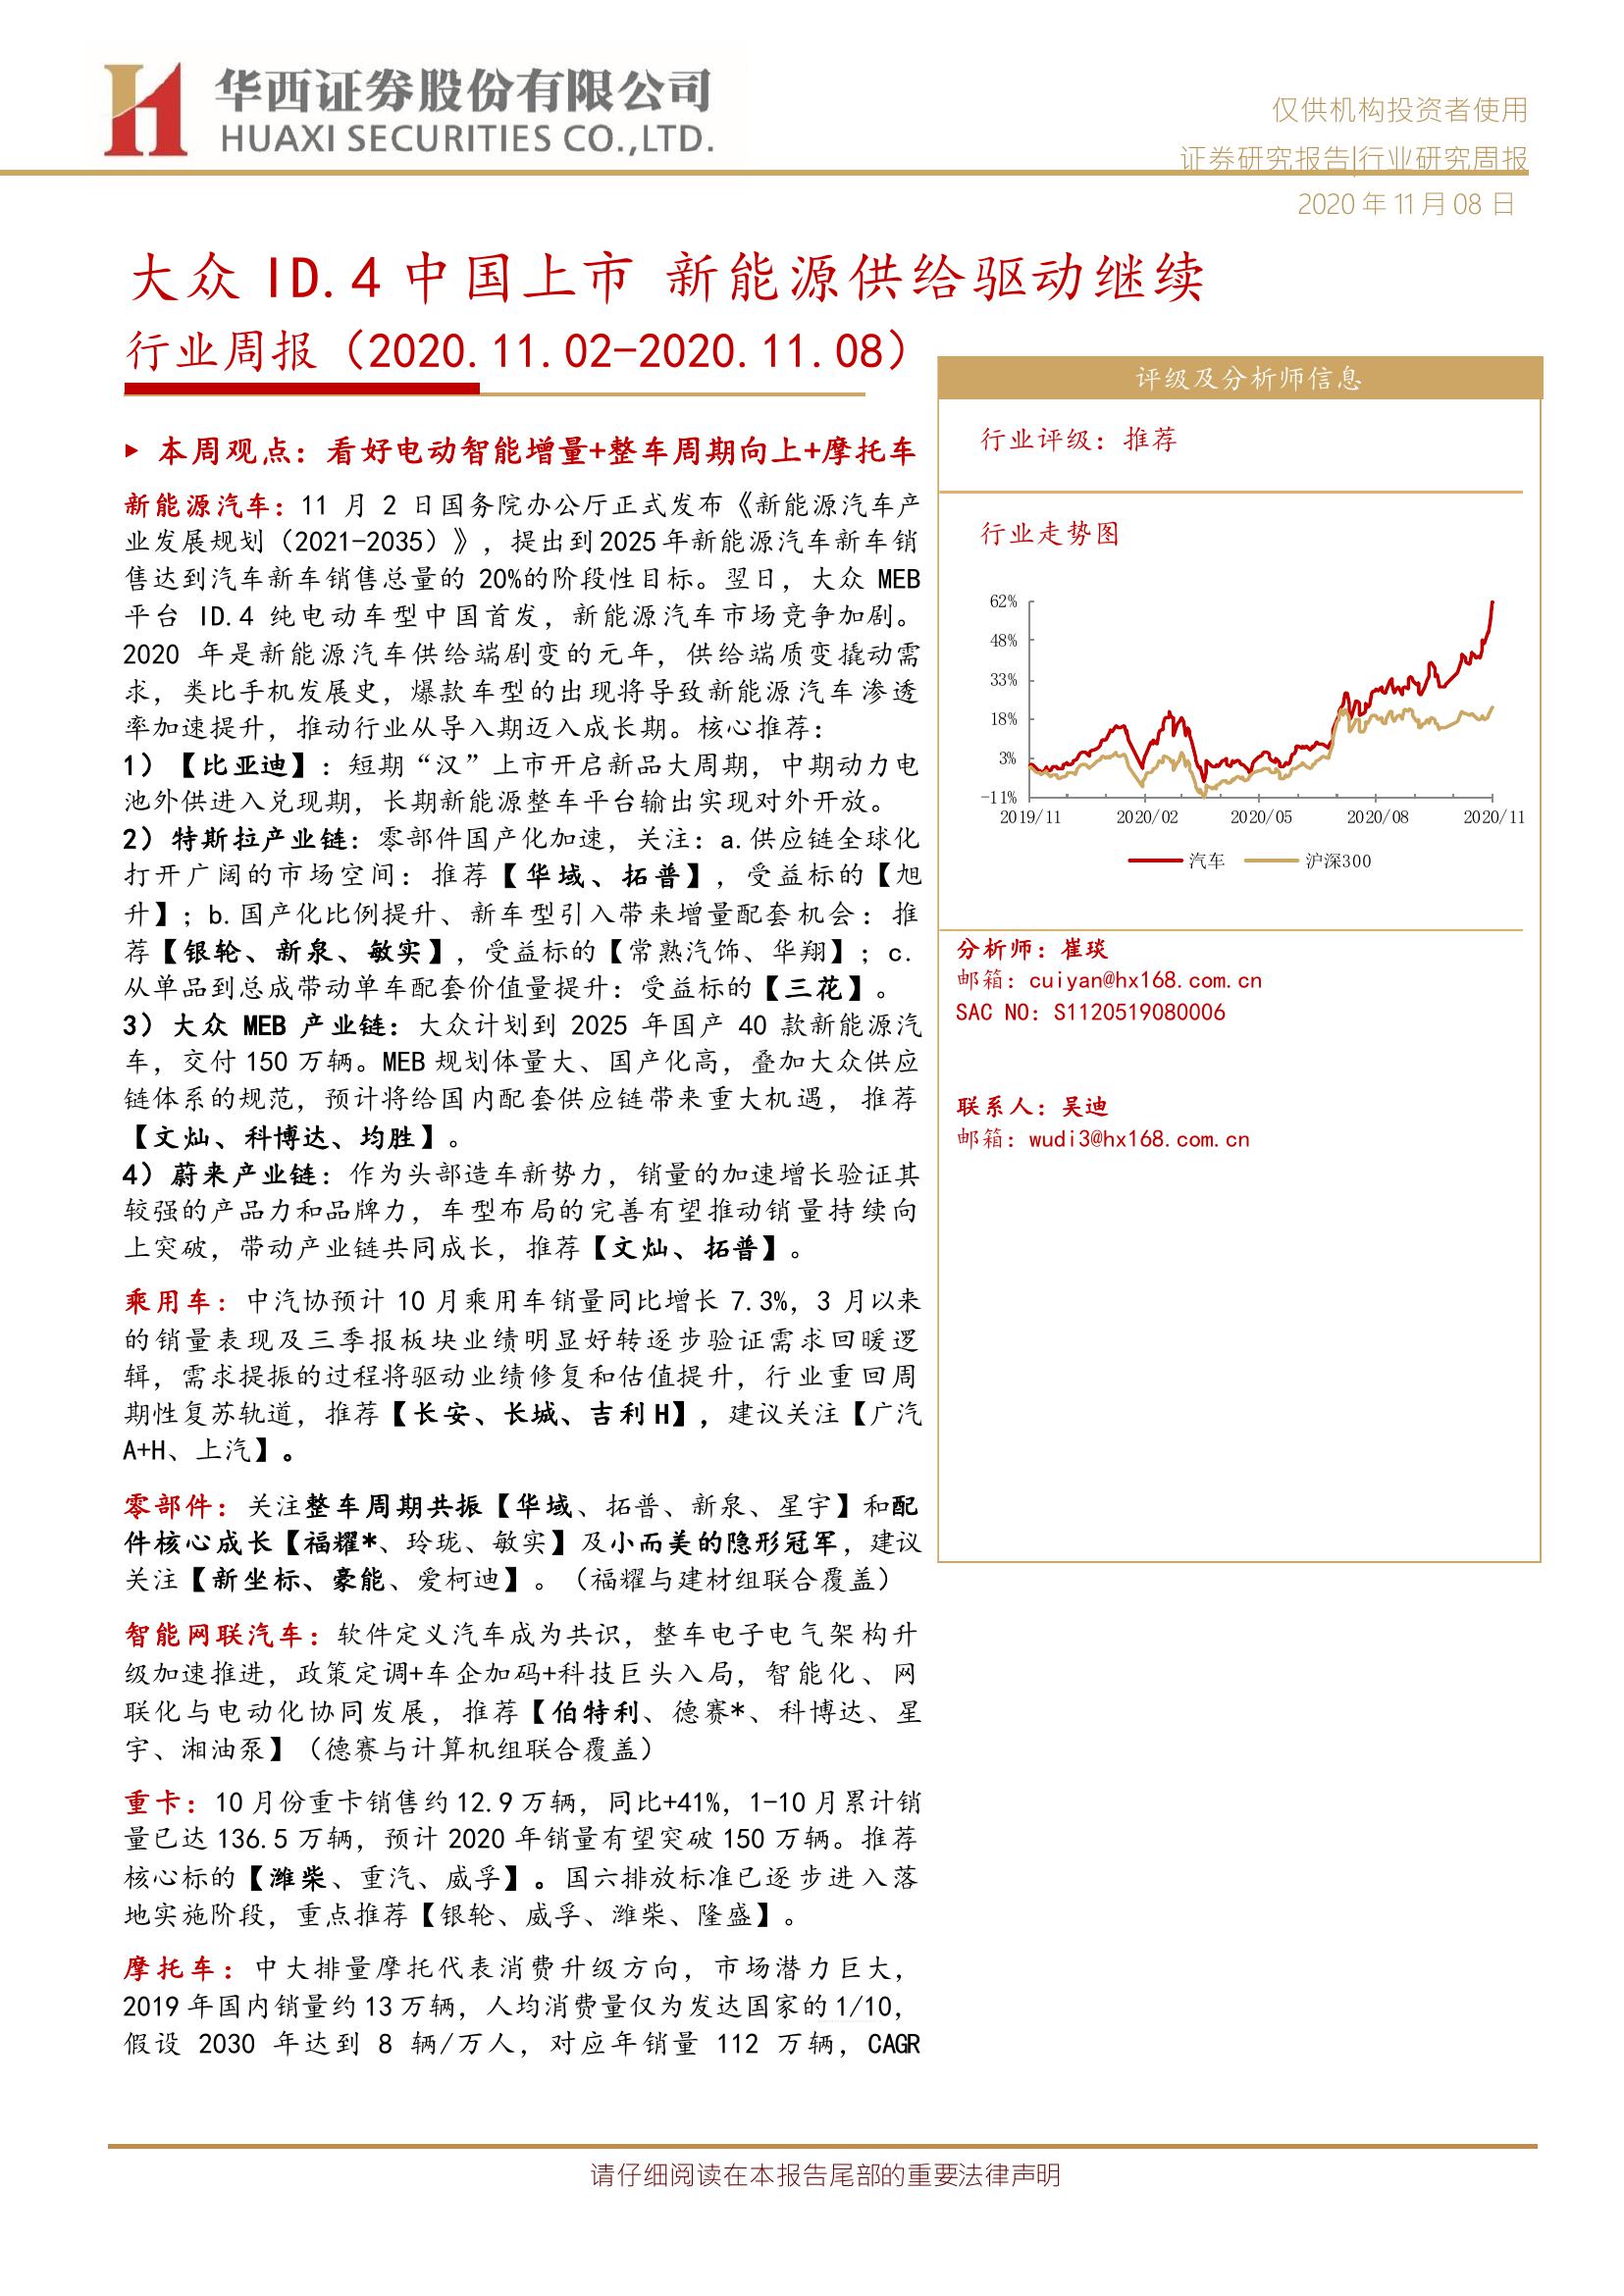 华西证券股份有限公司
HUAXI SECURITIES CO.,LTD.
仅供机构投资者使用
证券研究报告|行业研究周报
2020 年 11 月 08 日
大众 ID.4 中国上市 新能源供给驱动继续
行业周报（2020.11.02-2020.11.08）
本周观点：看好电动智能增量+整车周期向上+摩托车
新能源汽车：11 月 2 日国务院办公厅正式发布《新能源汽车产
业发展规划（2021-2035）》，提出到 2025 年新能源汽车新车销
售达到汽车新车销售总量的 20%的阶段性目标。翌日，大众 MEB
平台 ID.4 纯电动车型中国首发，新能源汽车市场竞争加剧。
2020 年是新能源汽车供给端剧变的元年，供给端质变撬动需
求，类比手机发展史，爆款车型的出现将导致新能源汽车渗透
率加速提升，推动行业从导入期迈入成长期。核心推荐：
1）【比亚迪】：短期“汉”上市开启新品大周期，中期动力电
池外供进入兑现期，长期新能源整车平台输出实现对外开放。
2）特斯拉产业链：零部件国产化加速，关注：a.供应链全球化
打开广阔的市场空间：推荐【华域、拓普】，受益标的【旭
升】；b.国产化比例提升、新车型引入带来增量配套机会：推
荐【银轮、新泉、敏实】，受益标的【常熟汽饰、华翔】；c.
从单品到总成带动单车配套价值量提升：受益标的【三花】。
3）大众 MEB 产业链：大众计划到 2025 年国产 40 款新能源汽
车，交付 150 万辆。MEB 规划体量大、国产化高，叠加大众供应
链体系的规范，预计将给国内配套供应链带来重大机遇，推荐
【文灿、科博达、均胜】。
4）蔚来产业链：作为头部造车新势力，销量的加速增长验证其
较强的产品力和品牌力，车型布局的完善有望推动销量持续向
上突破，带动产业链共同成长，推荐【文灿、拓普】。
乘用车：中汽协预计 10 月乘用车销量同比增长 7.3%，3 月以来
的销量表现及三季报板块业绩明显好转逐步验证需求回暖逻
辑，需求提振的过程将驱动业绩修复和估值提升，行业重回周
期性复苏轨道，推荐【长安、长城、吉利 H】，建议关注【广汽
A+H、上汽】。
零部件：关注整车周期共振【华域、拓普、新泉、星宇】和配
件核心成长【福耀*、玲珑、敏实】及小而美的隐形冠军，建议
关注【新坐标、豪能、爱柯迪】。（福耀与建材组联合覆盖）
智能网联汽车：软件定义汽车成为共识，整车电子电气架构升
级加速推进，政策定调+车企加码+科技巨头入局，智能化、网
联化与电动化协同发展，推荐【伯特利、德赛*、科博达、星
宇、湘油泵】（德赛与计算机组联合覆盖）
重卡：10 月份重卡销售约 12.9 万辆，同比+41%，1-10 月累计销
量已达 136.5 万辆，预计 2020 年销量有望突破 150 万辆。推荐
核心标的【潍柴、重汽、威孚】。国六排放标准已逐步进入落
地实施阶段，重点推荐【银轮、威孚、潍柴、隆盛】。
摩托车：中大排量摩托代表消费升级方向，市场潜力巨大，
2019 年国内销量约 13 万辆，人均消费量仅为发达国家的 1/10，
假设 2030 年达到 8 辆/万人，对应年销量 112 万辆，CAGR
评级及分析师信息
行业评级：推荐
行业走势图
62%
48%
33%
18%
3%
-11%
2019/11 2020/02 2020/05 2020/08 2020/11
汽车 沪深300
分析师：崔琰
邮箱：cuiyan@hx168.com.cn
SAC NO：S1120519080006
联系人：吴迪
邮箱：wudi3@hx168.com.cn
请仔细阅读在本报告尾部的重要法律声明